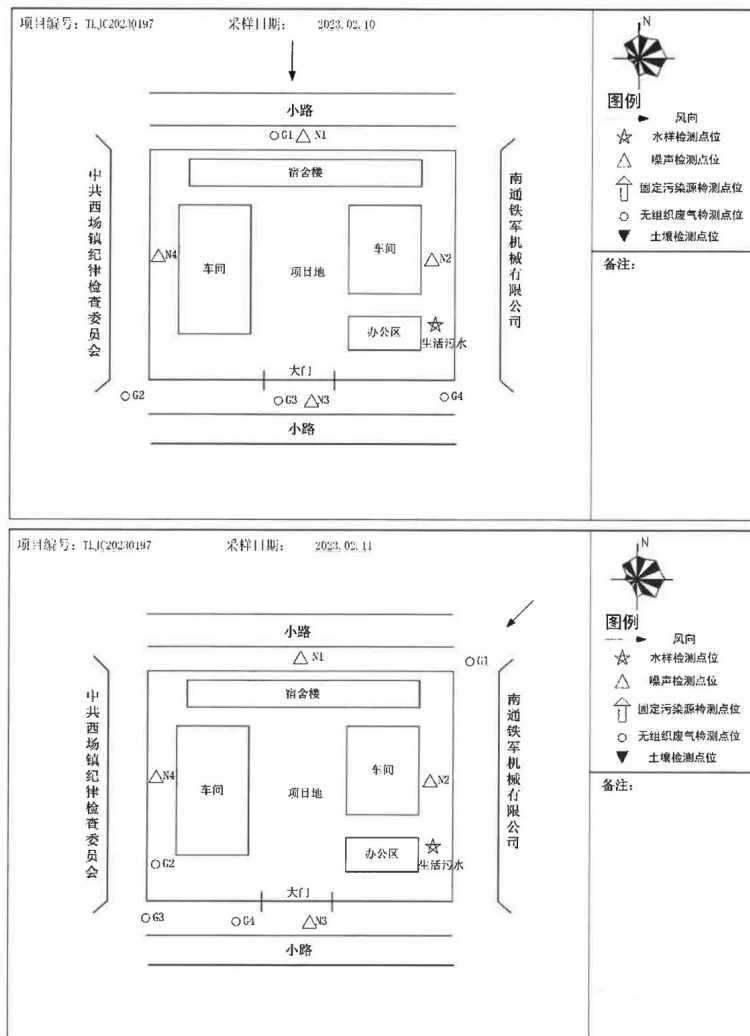 项目编号: TLJC20230197 采样日期: 2023.02.10
小路
G1 N1
宿舍楼
中共西场镇纪律检查委员会
N4
车间
项目地
车间
N2
南通铁军机械有限公司
办公区
生活污水
大门
G2
G3 N3
G4
小路
N
图例
风向
水样检测点位
噪声检测点位
固定污染源检测点位
无组织废气检测点位
土壤检测点位
备注:
项目编号: TLJC20230197 采样日期: 2023.02.11
小路
N1
G1
宿舍楼
中共西场镇纪律检查委员会
N4
车间
项目地
车间
N2
南通铁军机械有限公司
G2
办公区
生活污水
大门
G3
G4
N3
小路
N
图例
风向
水样检测点位
噪声检测点位
固定污染源检测点位
无组织废气检测点位
土壤检测点位
备注: